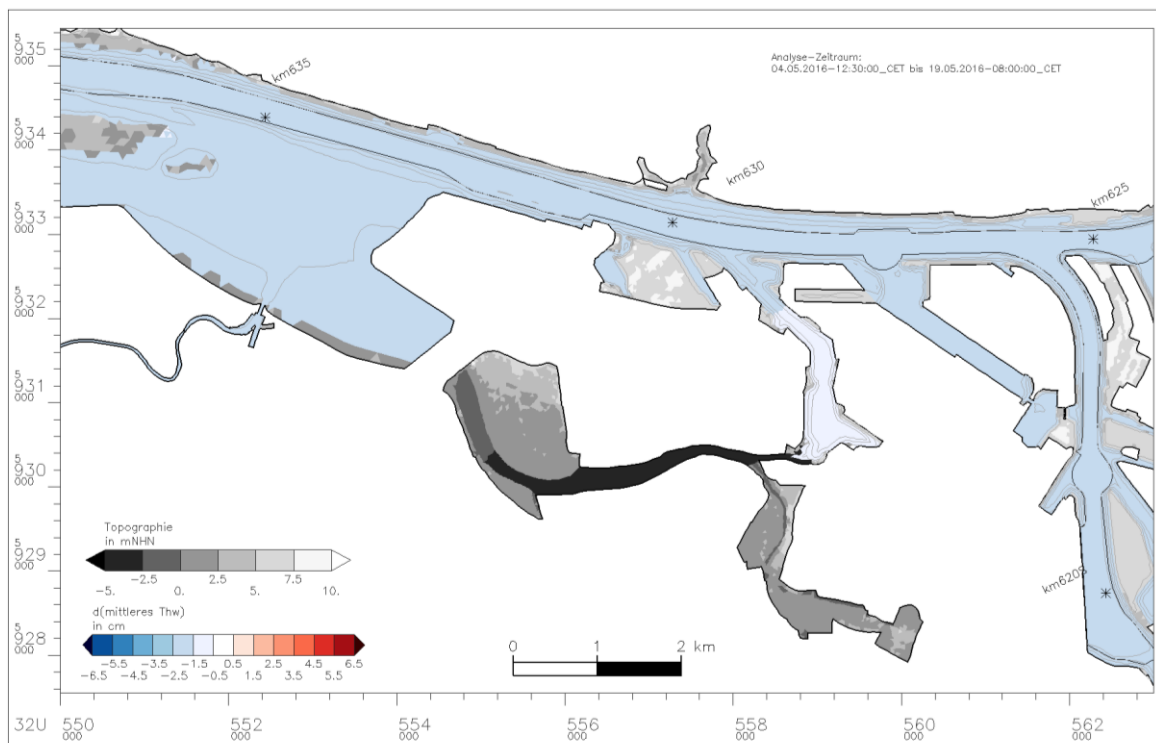 Analyse-Zeitraum:
04.05.2016-12:30:00_CET bis 19.05.2016-08:00:00_CET
5
935
000
km635
5
934
000
km630
km625
5
933
000
5
932
000
5
931
000
5
930
000
5
929
000
5
928
000
km620S
Topographie
in mNHN
-2.5 2.5 7.5
-5. 0. 5. 10.
d(mittleres Thw)
in cm
-5.5 -3.5 -1.5 0.5 2.5 4.5 6.5
-6.5 -4.5 -2.5 -0.5 1.5 3.5 5.5
0 1 2 km
32U 550 552 554 556 558 560 562
000 000 000 000 000 000 000